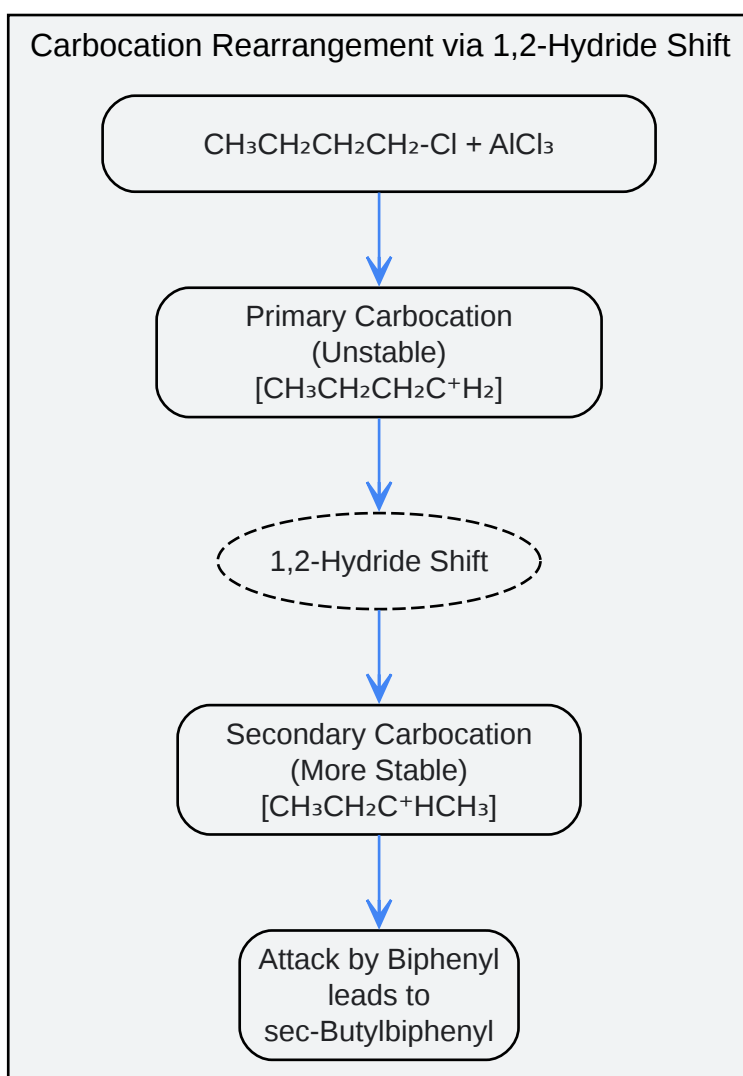 Carbocation Rearrangement via 1,2-Hydride Shift
CH₃CH₂CH₂CH₂-Cl + AlCl₃
Primary Carbocation
(Unstable)
[CH₃CH₂CH₂C⁺H₂]
1,2-Hydride Shift
Secondary Carbocation
(More Stable)
[CH₃CH₂C⁺HCH₃]
Attack by Biphenyl
leads to
sec-Butylbiphenyl